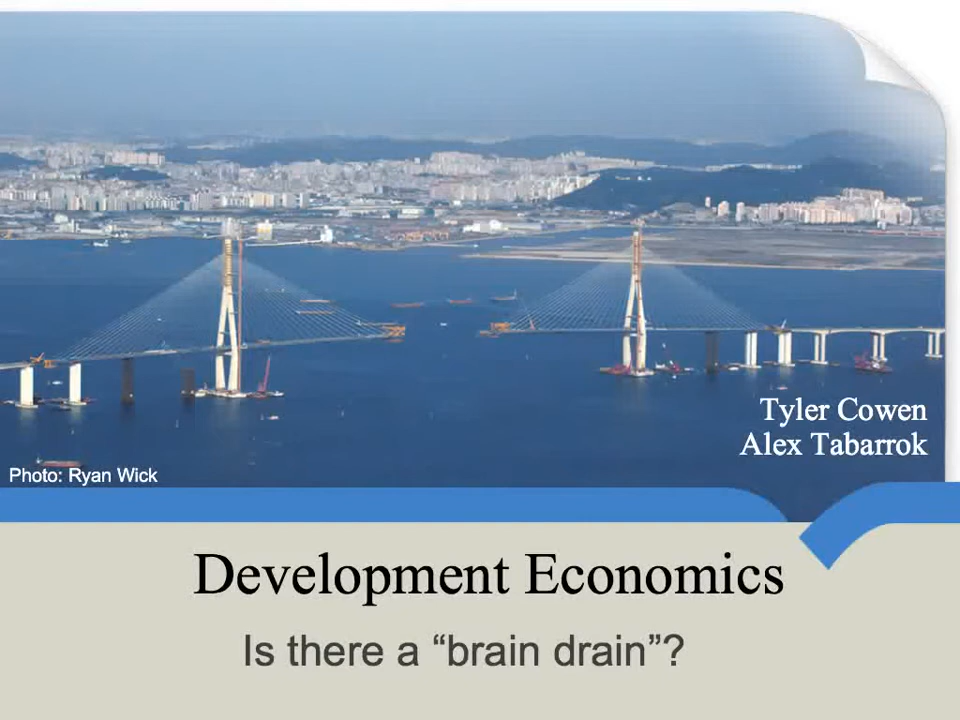 Tyler Cowen
Alex Tabarrok
Photo: Ryan Wick
Development Economics
Is there a “brain drain”?